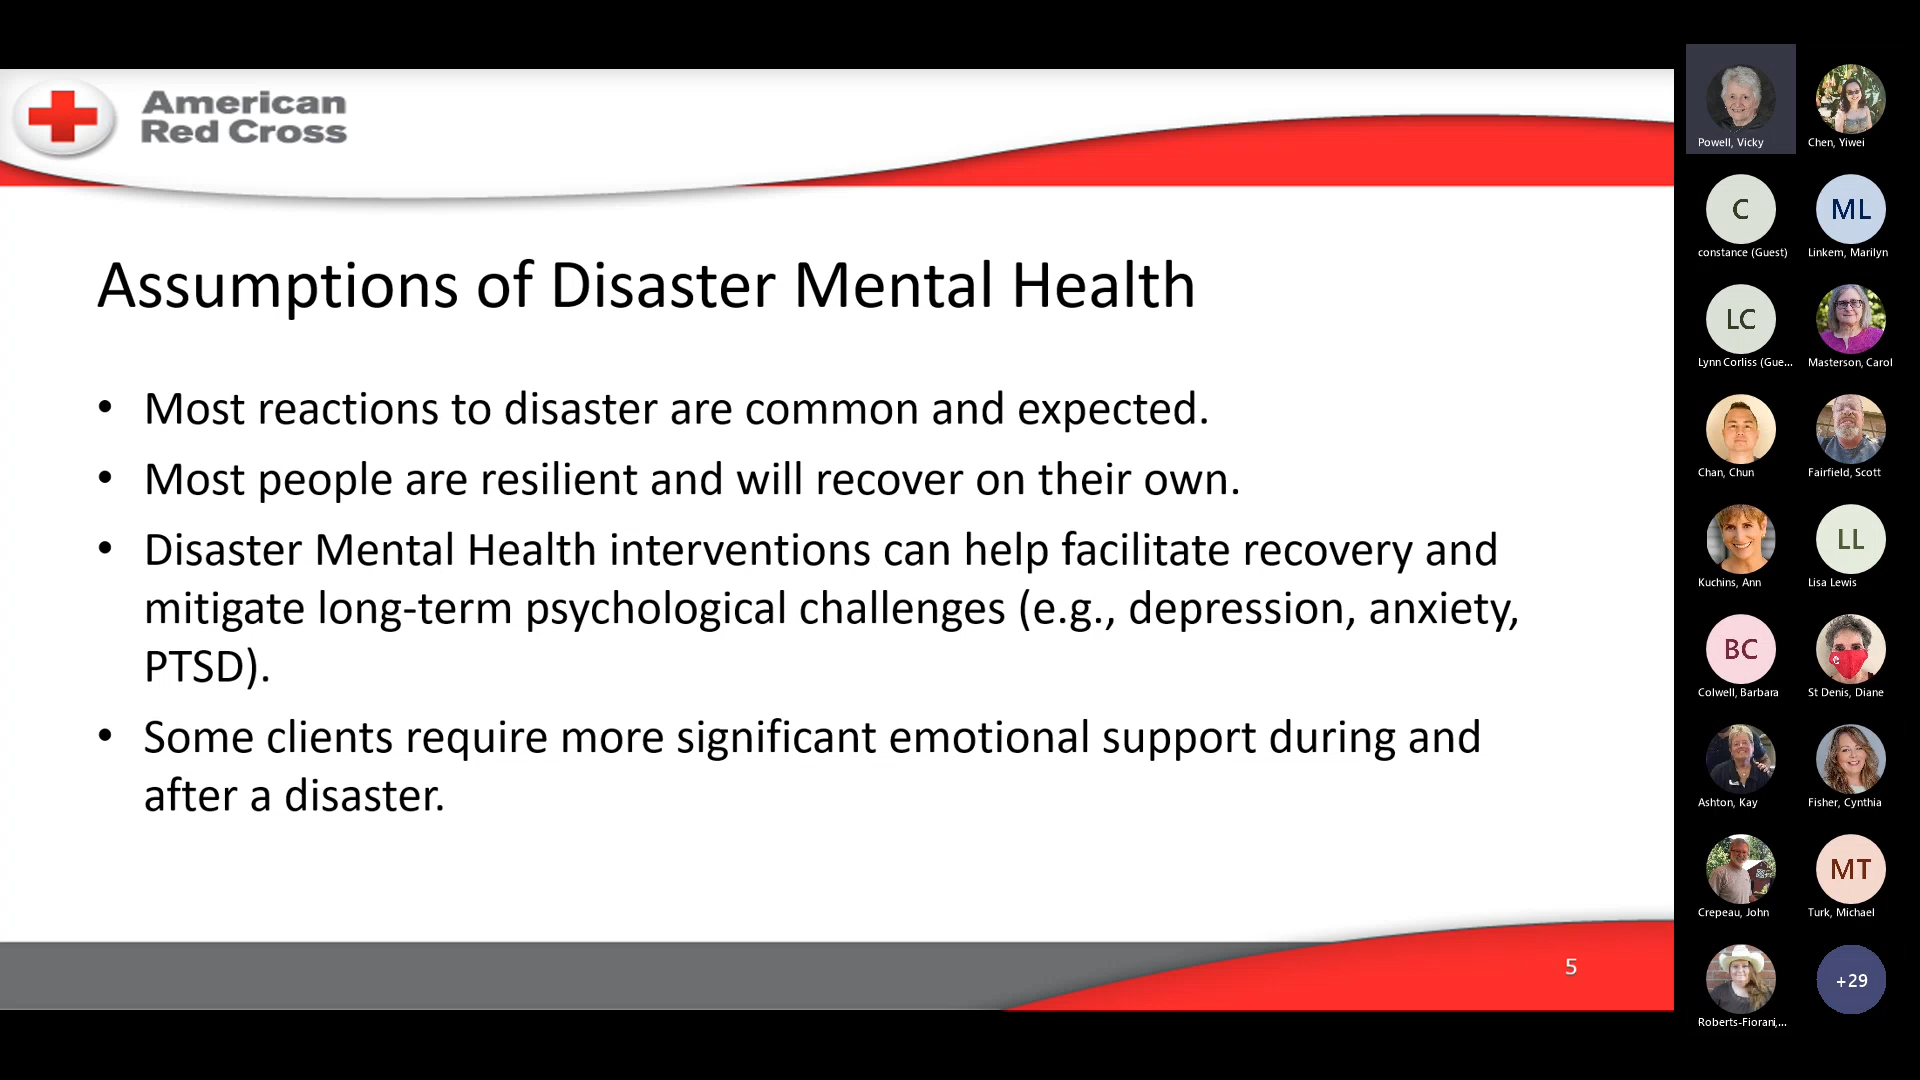 American
Red Cross
Assumptions of Disaster Mental Health
• Most reactions to disaster are common and expected.
• Most people are resilient and will recover on their own.
• Disaster Mental Health interventions can help facilitate recovery and
mitigate long-term psychological challenges (e.g., depression, anxiety,
PTSD).
• Some clients require more significant emotional support during and
after a disaster.
5
Powell, Vicky
Chen, Yiwei
C
constance (Guest)
ML
Linkem, Marilyn
LC
Lynn Corliss (Gue...
Masterson, Carol
Chan, Chun
Fairfield, Scott
Kuchins, Ann
LL
Lisa Lewis
BC
Colwell, Barbara
St Denis, Diane
Ashton, Kay
Fisher, Cynthia
Crepeau, John
MT
Turk, Michael
Roberts-Fiorani,...
+29